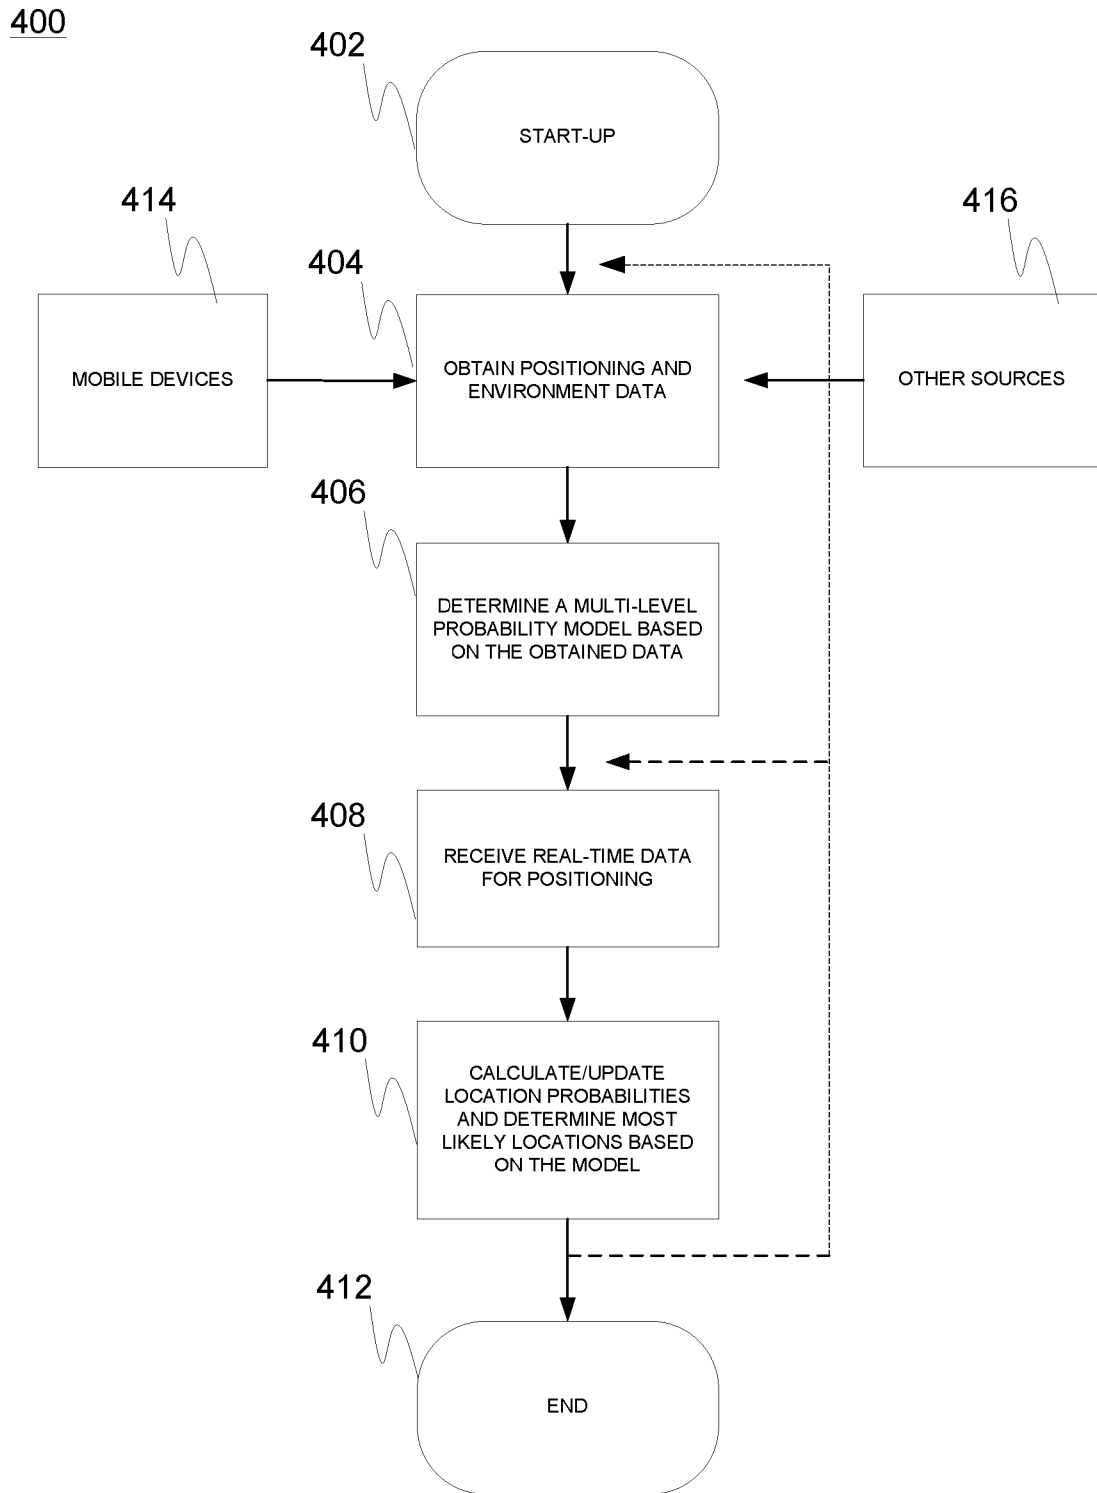 400
402
START-UP
414
416
404
MOBILE DEVICES
OBTAIN POSITIONING AND
ENVIRONMENT DATA
OTHER SOURCES
406
DETERMINE A MULTI-LEVEL
PROBABILITY MODEL BASED
ON THE OBTAINED DATA
408
RECEIVE REAL-TIME DATA
FOR POSITIONING
410
CALCULATE/UPDATE
LOCATION PROBABILITIES
AND DETERMINE MOST
LIKELY LOCATIONS BASED
ON THE MODEL
412
END